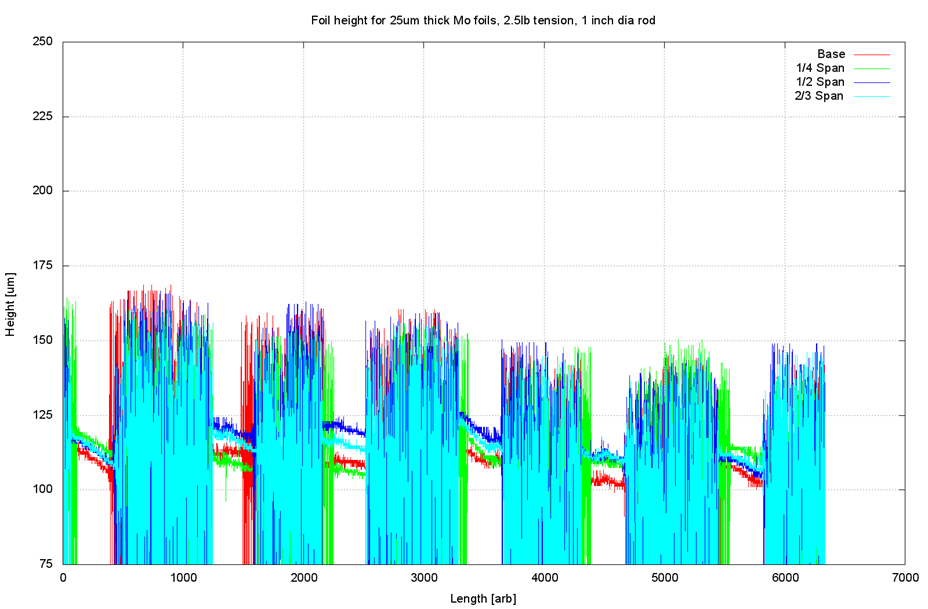 Foil height for 25um thick Mo foils, 2.5lb tension, 1 inch dia rod
250
225
200
175
150
125
100
75
Height [um]
Base
1/4 Span
1/2 Span
2/3 Span
0 1000 2000 3000 4000 5000 6000 7000
Length [arb]